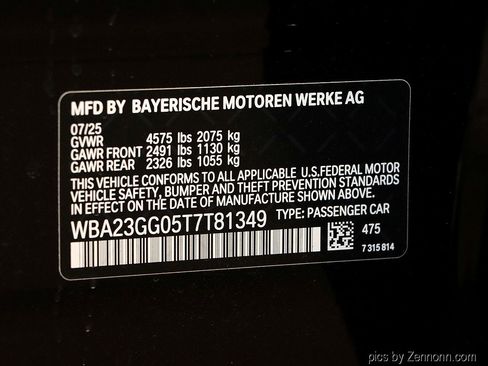 MFD BY BAYERISCHE MOTOREN WERKE AG
07/25
GVWR 4575 lbs 2075 kg
GAWR FRONT 2491 lbs 1130 kg
GAWR REAR 2326 lbs 1055 kg
THIS VEHICLE CONFORMS TO ALL APPLICABLE U.S.FEDERAL MOTOR
VEHICLE SAFETY, BUMPER AND THEFT PREVENTION STANDARDS
IN EFFECT ON THE DATE OF MANUFACTURE SHOWN ABOVE.
WBA23GG05T7T81349 TYPE: PASSENGER CAR
475
7 315 814
pics by Zennonn.com